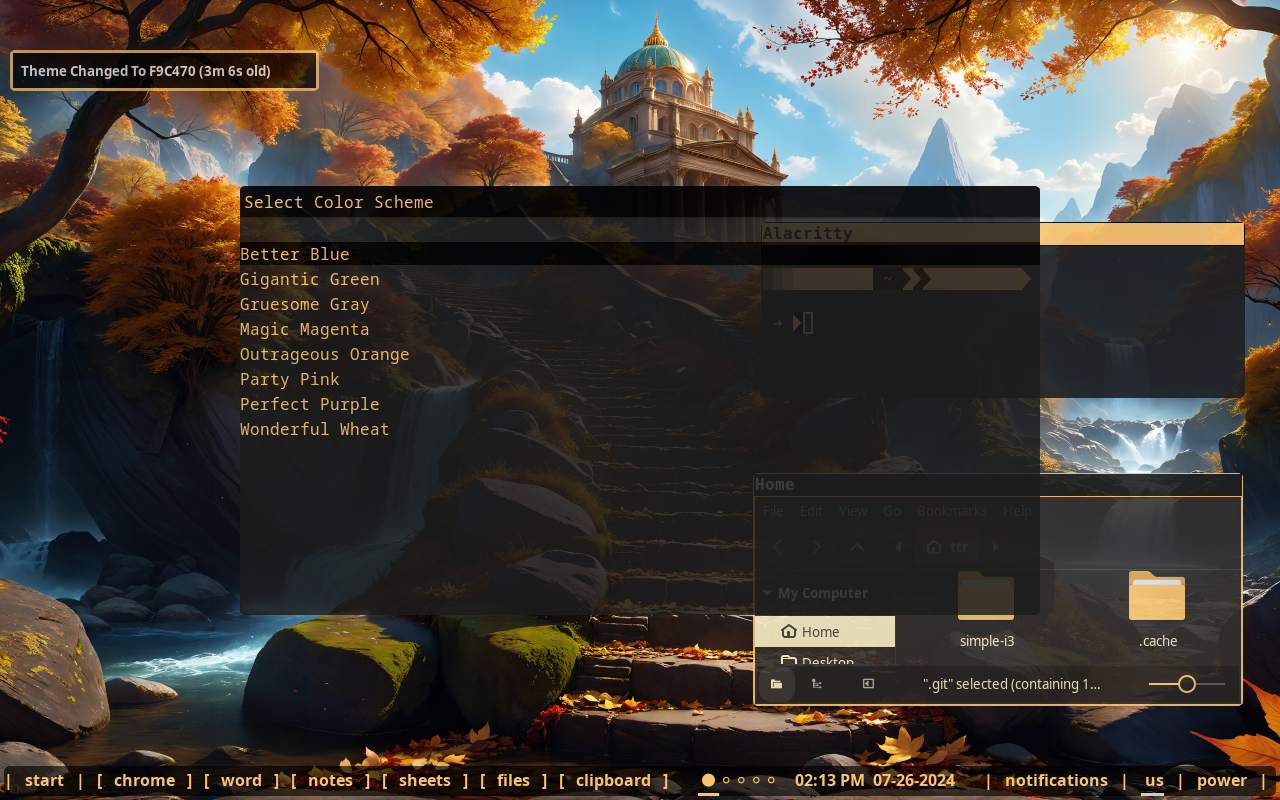 Theme Changed To F9C470 (3m 6s old)
Select Color Scheme
Better Blue
Gigantic Green
Gruesome Gray
Magic Magenta
Outrageous Orange
Party Pink
Perfect Purple
Wonderful Wheat
Alacritty
~
Home
File Edit View Go Bookmarks Help
ttr
My Computer
Home
Desktop
simple-i3
.cache
".git" selected (containing 1...
| start | [ chrome ] [ word ] [ notes ] [ sheets ] [ files ] [ clipboard ] 02:13 PM 07-26-2024 | notifications | us | power |